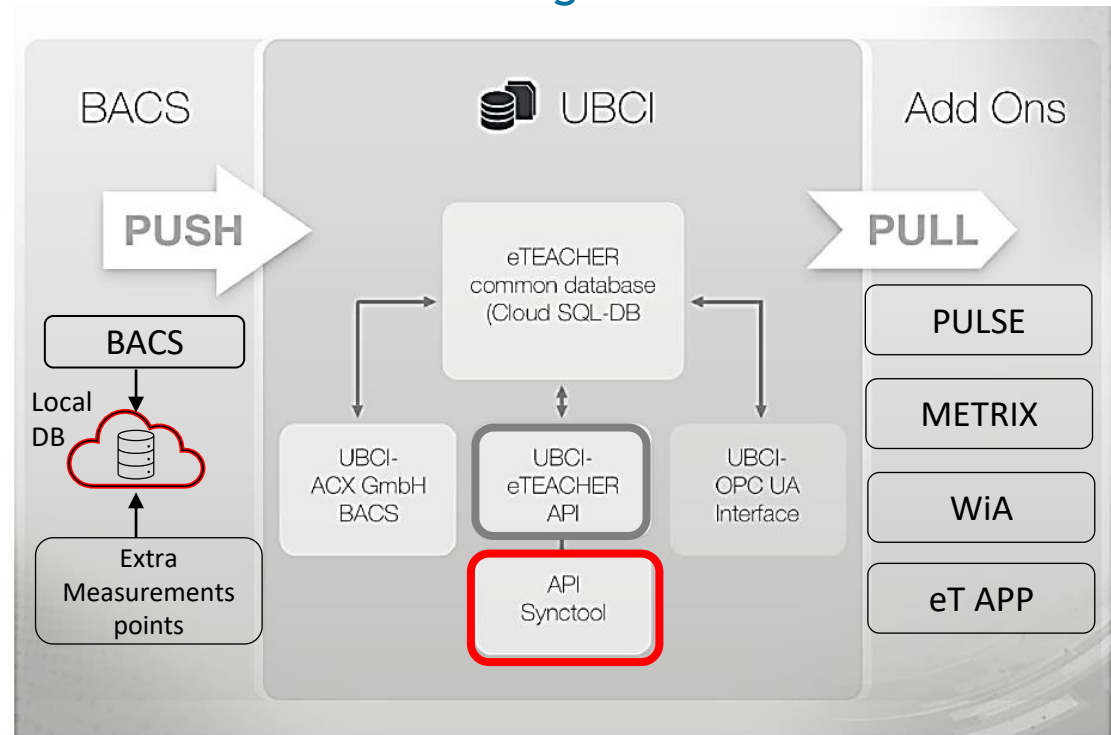 BACS
UBCI
Add Ons
PUSH
PULL
eTEACHER
common database
(Cloud SQL-DB
BACS
Local
DB
Extra
Measurements
points
UBCI-
ACX GmbH
BACS
UBCI-
eTEACHER
API
UBCI-
OPC UA
Interface
API
Synctool
PULSE
METRIX
WiA
eT APP